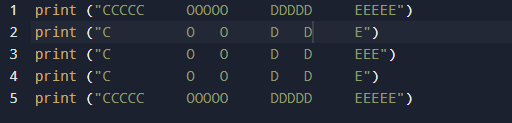 1 print ("CCCCC     OOOOO     DDDDD     EEEEE")
2 print ("C         O   O     D   D     E")
3 print ("C         O   O     D   D     EEE")
4 print ("C         O   O     D   D     E")
5 print ("CCCCC     OOOOO     DDDDD     EEEEE")